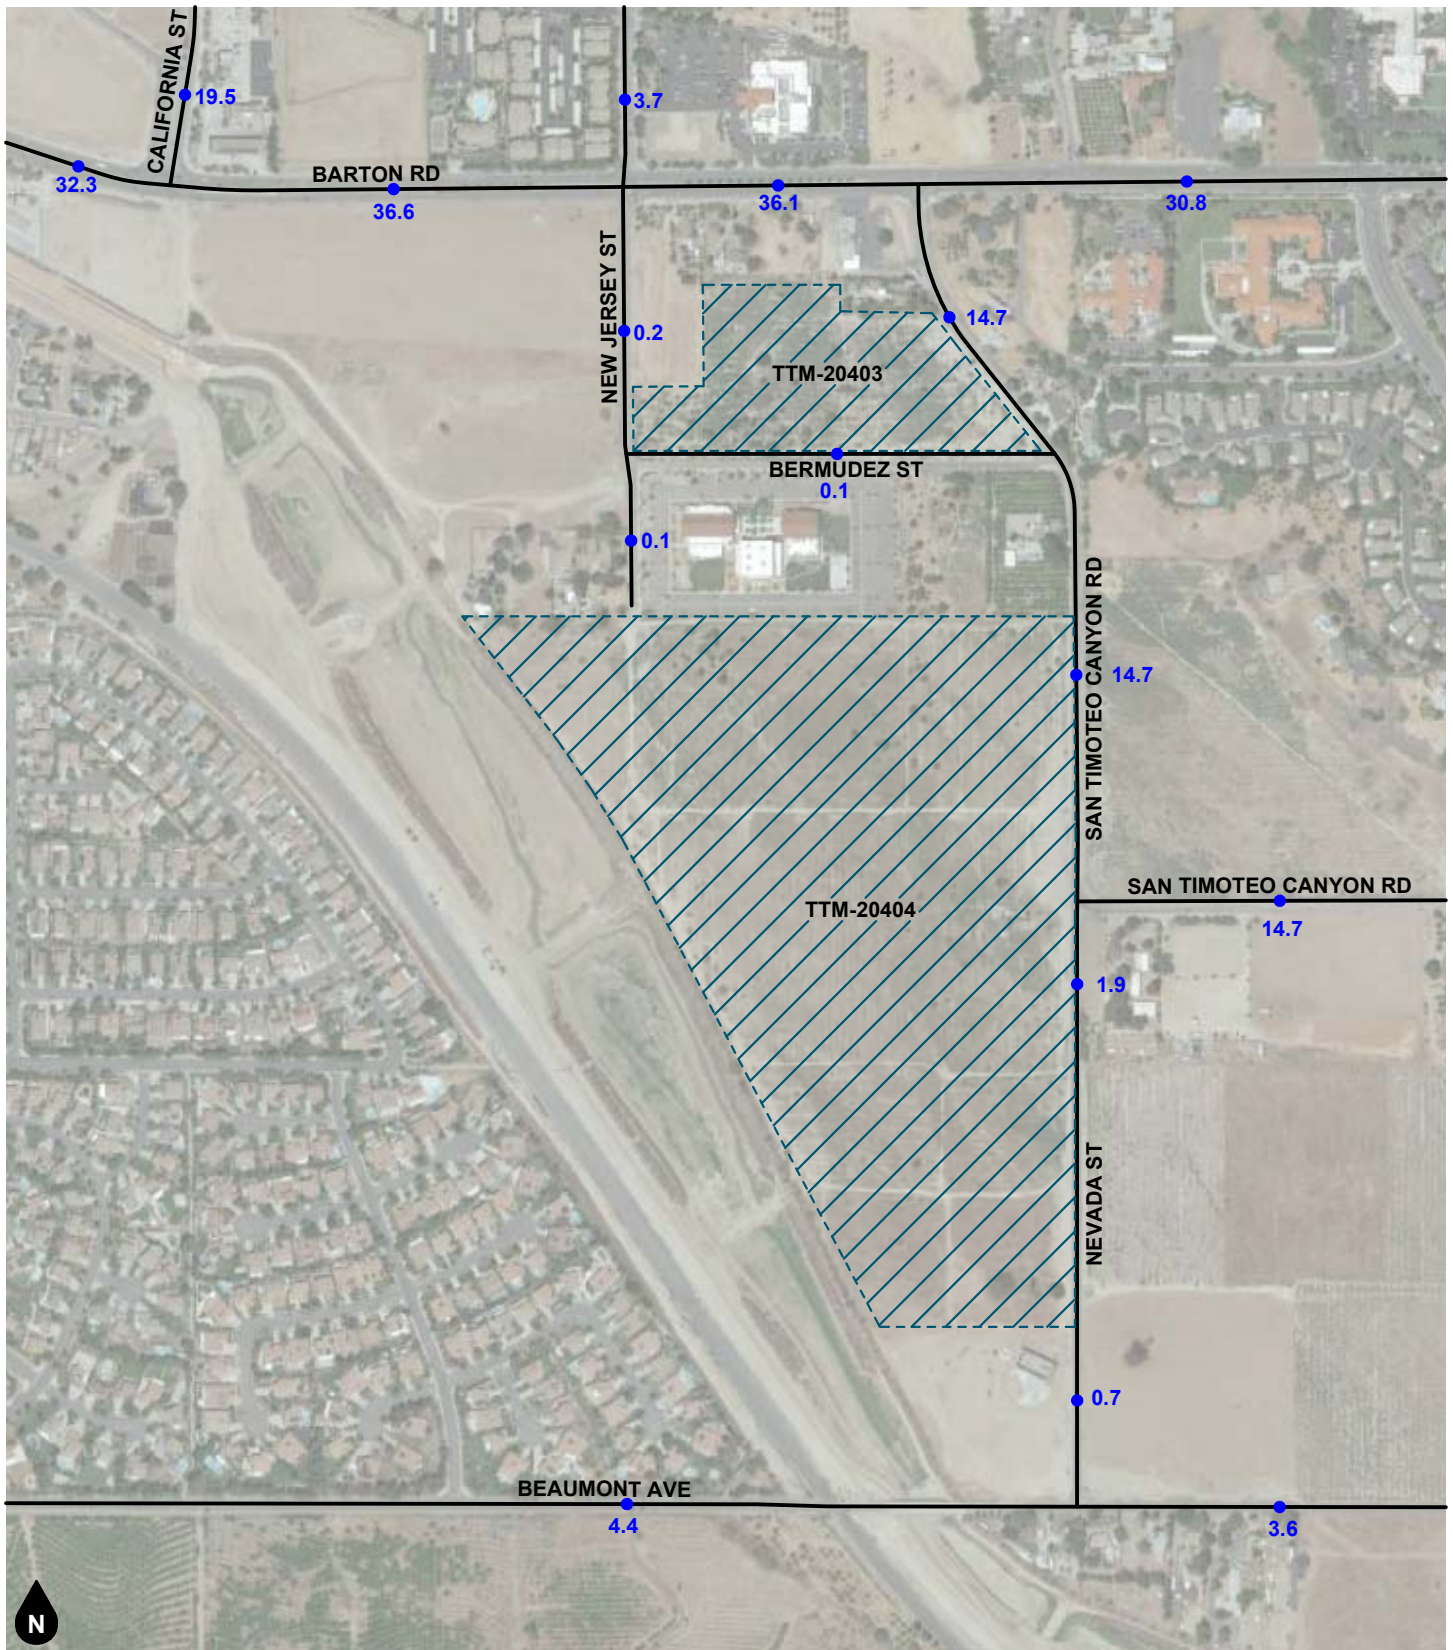 CALIFORNIA ST
19.5
3.7
BARTON RD
32.3
36.6
36.1
30.8
NEW JERSEY ST
0.2
14.7
TTM-20403
BERMUDEZ ST
0.1
0.1
SAN TIMOTEO CANYON RD
14.7
SAN TIMOTEO CANYON RD
14.7
TTM-20404
1.9
NEVADA ST
0.7
BEAUMONT AVE
4.4
3.6
N